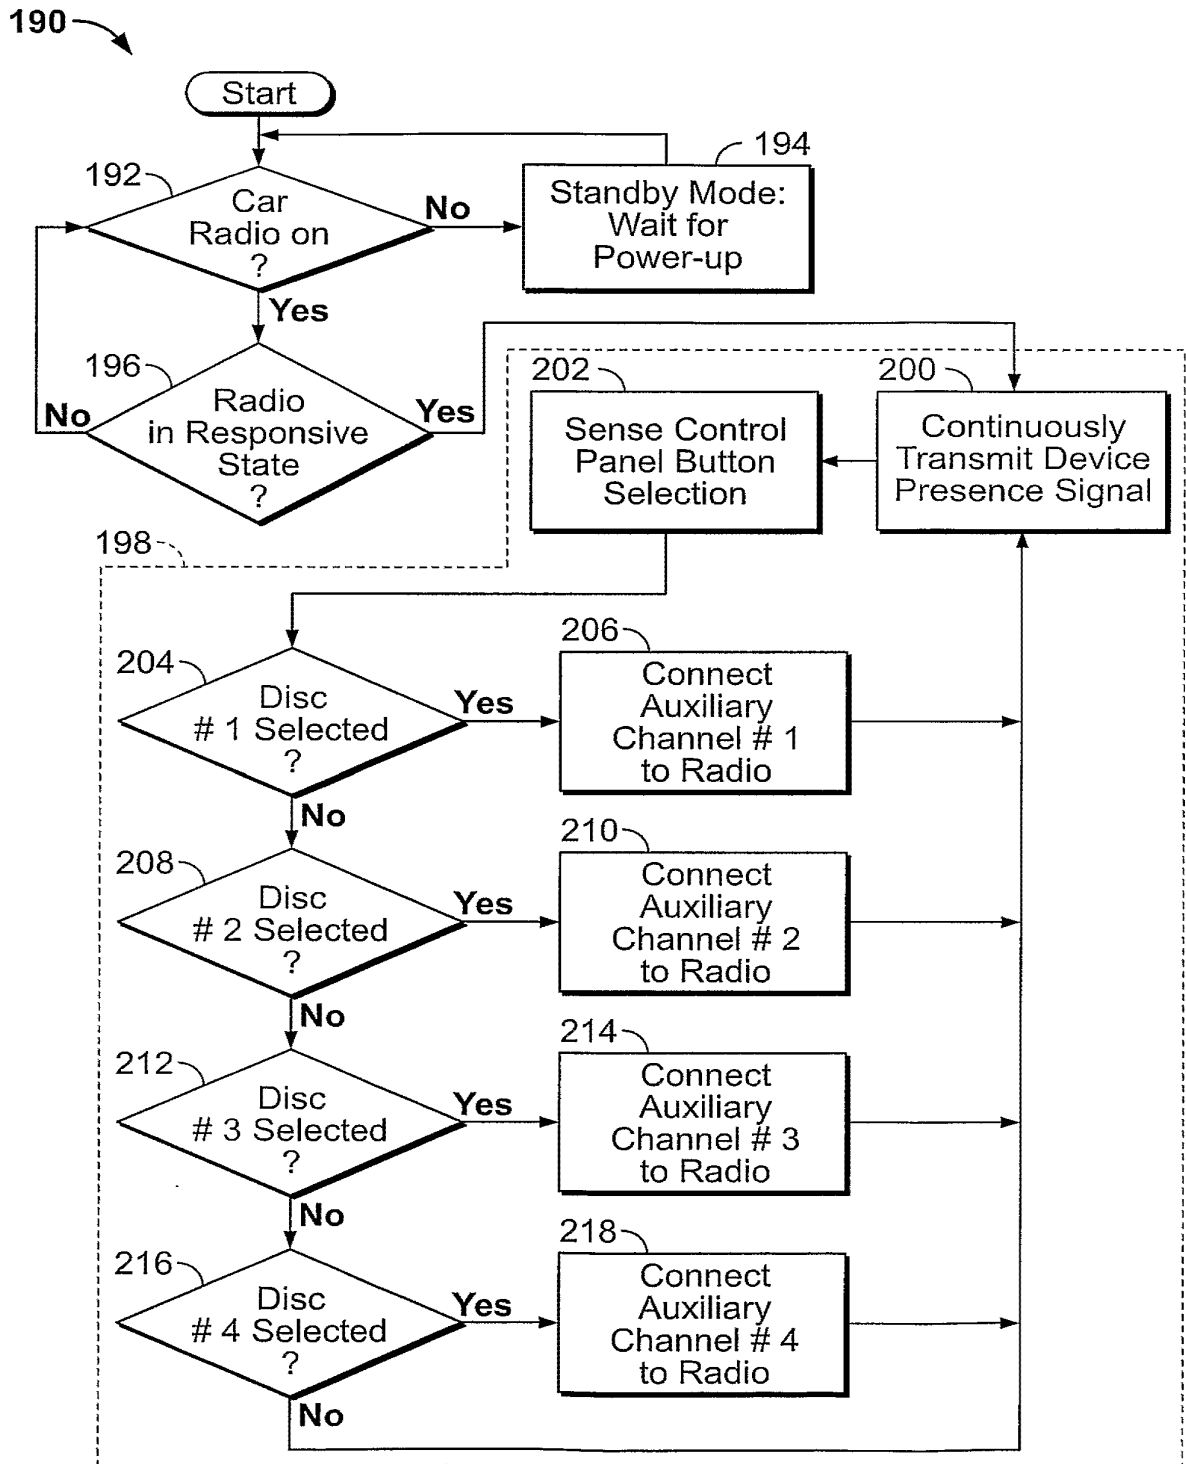 190
Start
192
Car
Radio on
?
No
194
Standby Mode:
Wait for
Power-up
Yes
196
Radio
in Responsive
State
?
No
Yes
202
Sense Control
Panel Button
Selection
200
Continuously
Transmit Device
Presence Signal
198
204
Disc
# 1 Selected
?
Yes
206
Connect
Auxiliary
Channel # 1
to Radio
No
208
Disc
# 2 Selected
?
Yes
210
Connect
Auxiliary
Channel # 2
to Radio
No
212
Disc
# 3 Selected
?
Yes
214
Connect
Auxiliary
Channel # 3
to Radio
No
216
Disc
# 4 Selected
?
Yes
218
Connect
Auxiliary
Channel # 4
to Radio
No